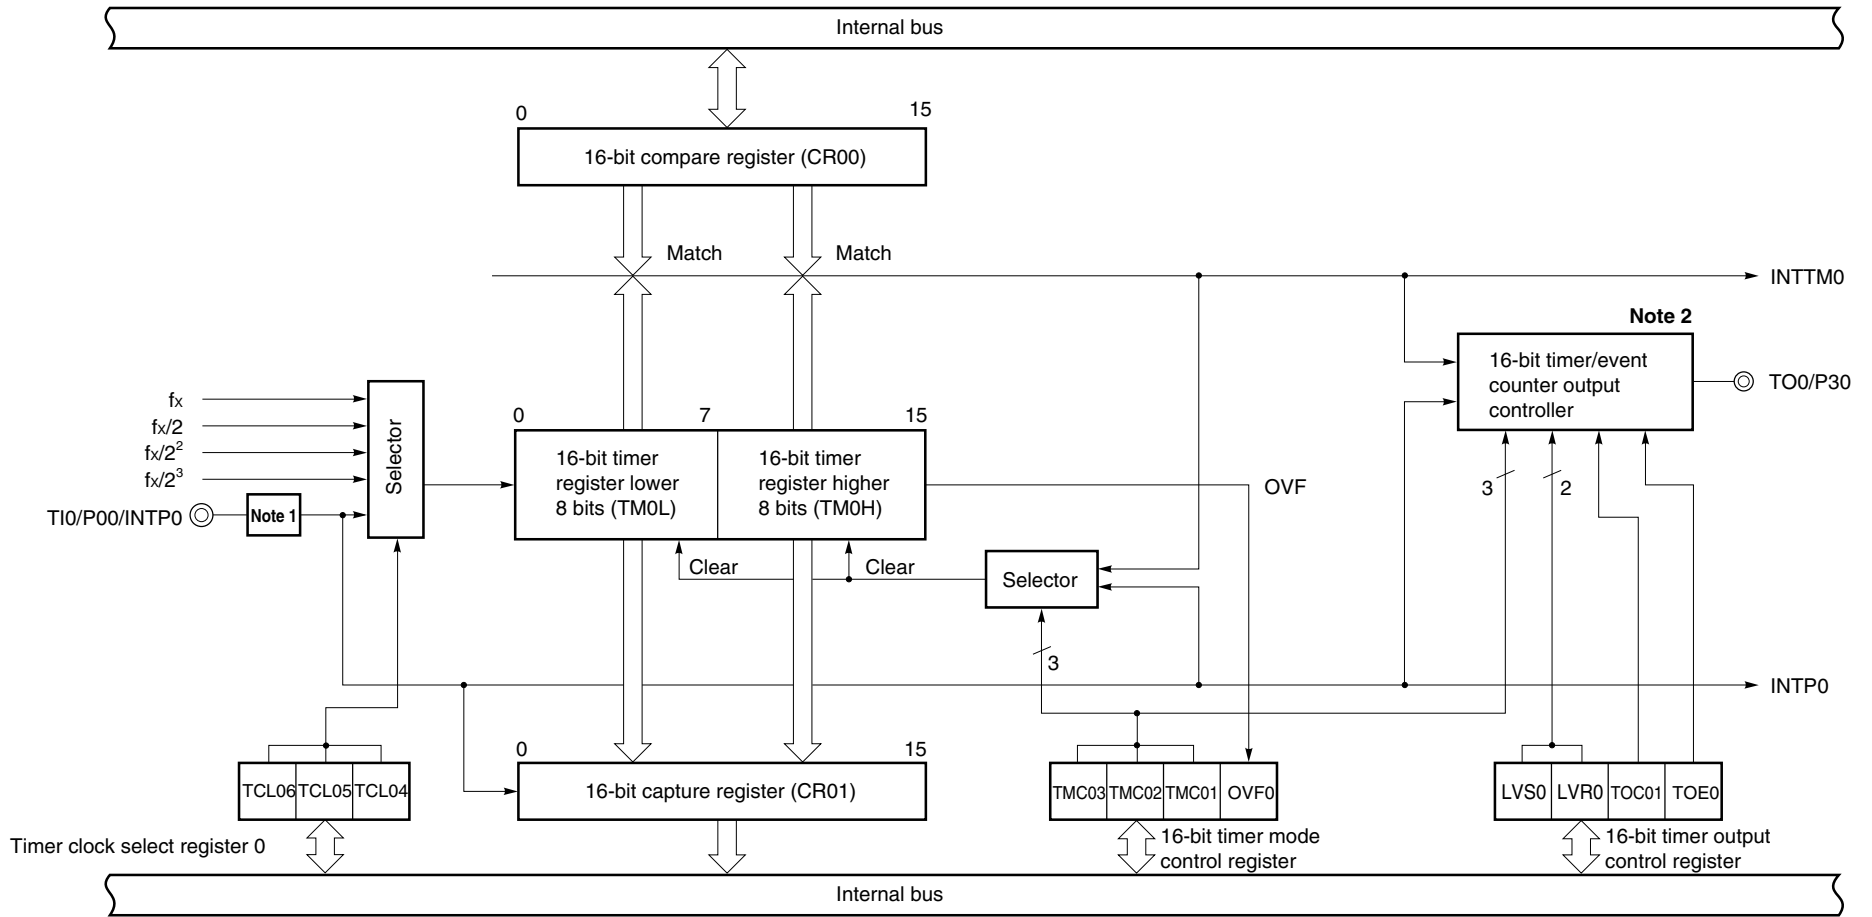 Internal bus
0
15
16-bit compare register (CR00)
Match
Match
INTTM0
Note 2
16-bit timer/event
counter output
controller
TO0/P30
fx
fx/2
fx/2²
fx/2³
TI0/P00/INTP0
Note 1
Selector
0
7
15
16-bit timer
register lower
8 bits (TM0L)
16-bit timer
register higher
8 bits (TM0H)
OVF
3
2
Clear
Clear
Selector
3
INTP0
0
15
TCL06 TCL05 TCL04
16-bit capture register (CR01)
TMC03 TMC02 TMC01 OVF0
LVS0 LVR0 TOC01 TOE0
Timer clock select register 0
16-bit timer mode
control register
16-bit timer output
control register
Internal bus